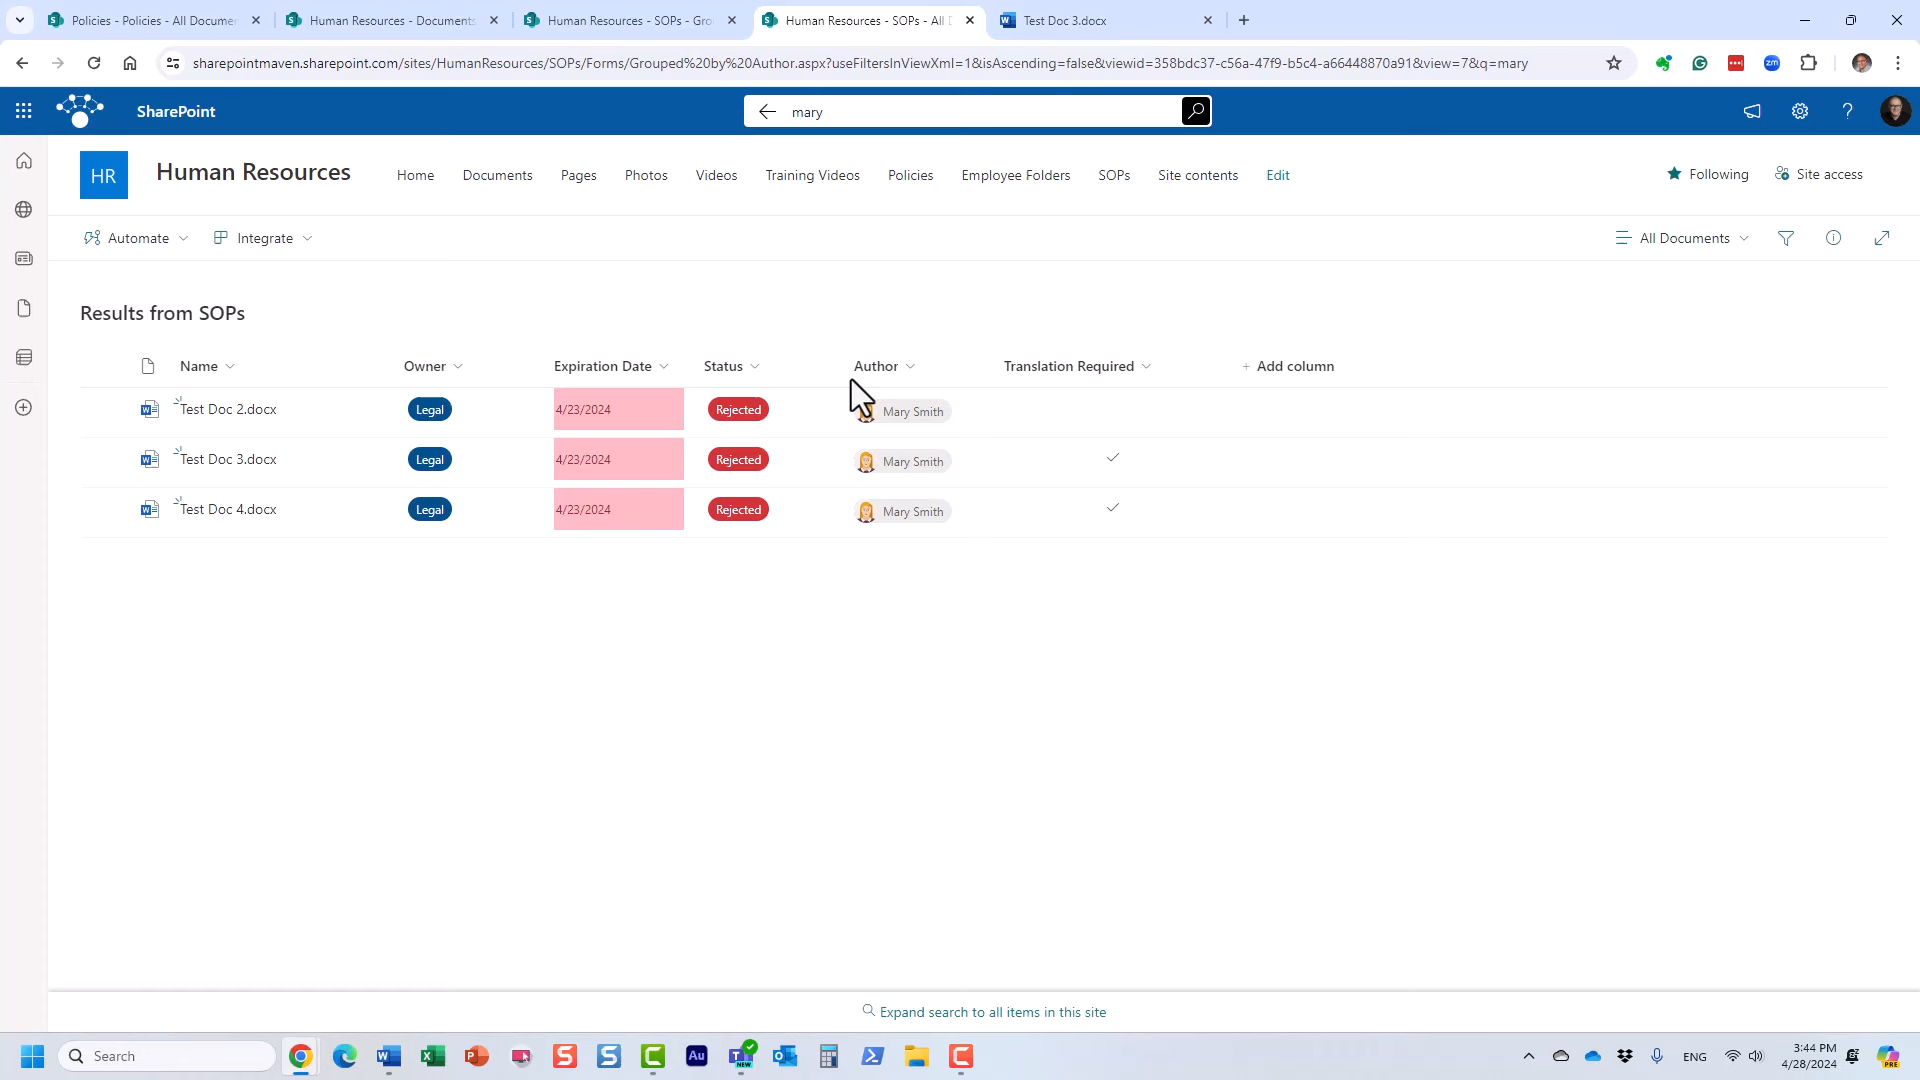 Policies - Policies - All Documen
Human Resources - Documents
Human Resources - SOPs - Gro
Human Resources - SOPs - All D
Test Doc 3.docx
sharepointmaven.sharepoint.com/sites/HumanResources/SOPs/Forms/Grouped%20by%20Author.aspx?useFiltersInViewXml=1&isAscending=false&viewid=358bdc37-c56a-47f9-b5c4-a66448870a91&view=7&q=mary
SharePoint
mary
HR
Human Resources
Home Documents Pages Photos Videos Training Videos Policies Employee Folders SOPs Site contents Edit
Following Site access
Automate Integrate
All Documents
Results from SOPs
Name Owner Expiration Date Status Author Translation Required + Add column
Test Doc 2.docx Legal 4/23/2024 Rejected Mary Smith
Test Doc 3.docx Legal 4/23/2024 Rejected Mary Smith
Test Doc 4.docx Legal 4/23/2024 Rejected Mary Smith
Expand search to all items in this site
Search
Au
NEW
ENG
3:44 PM
4/28/2024
PRE